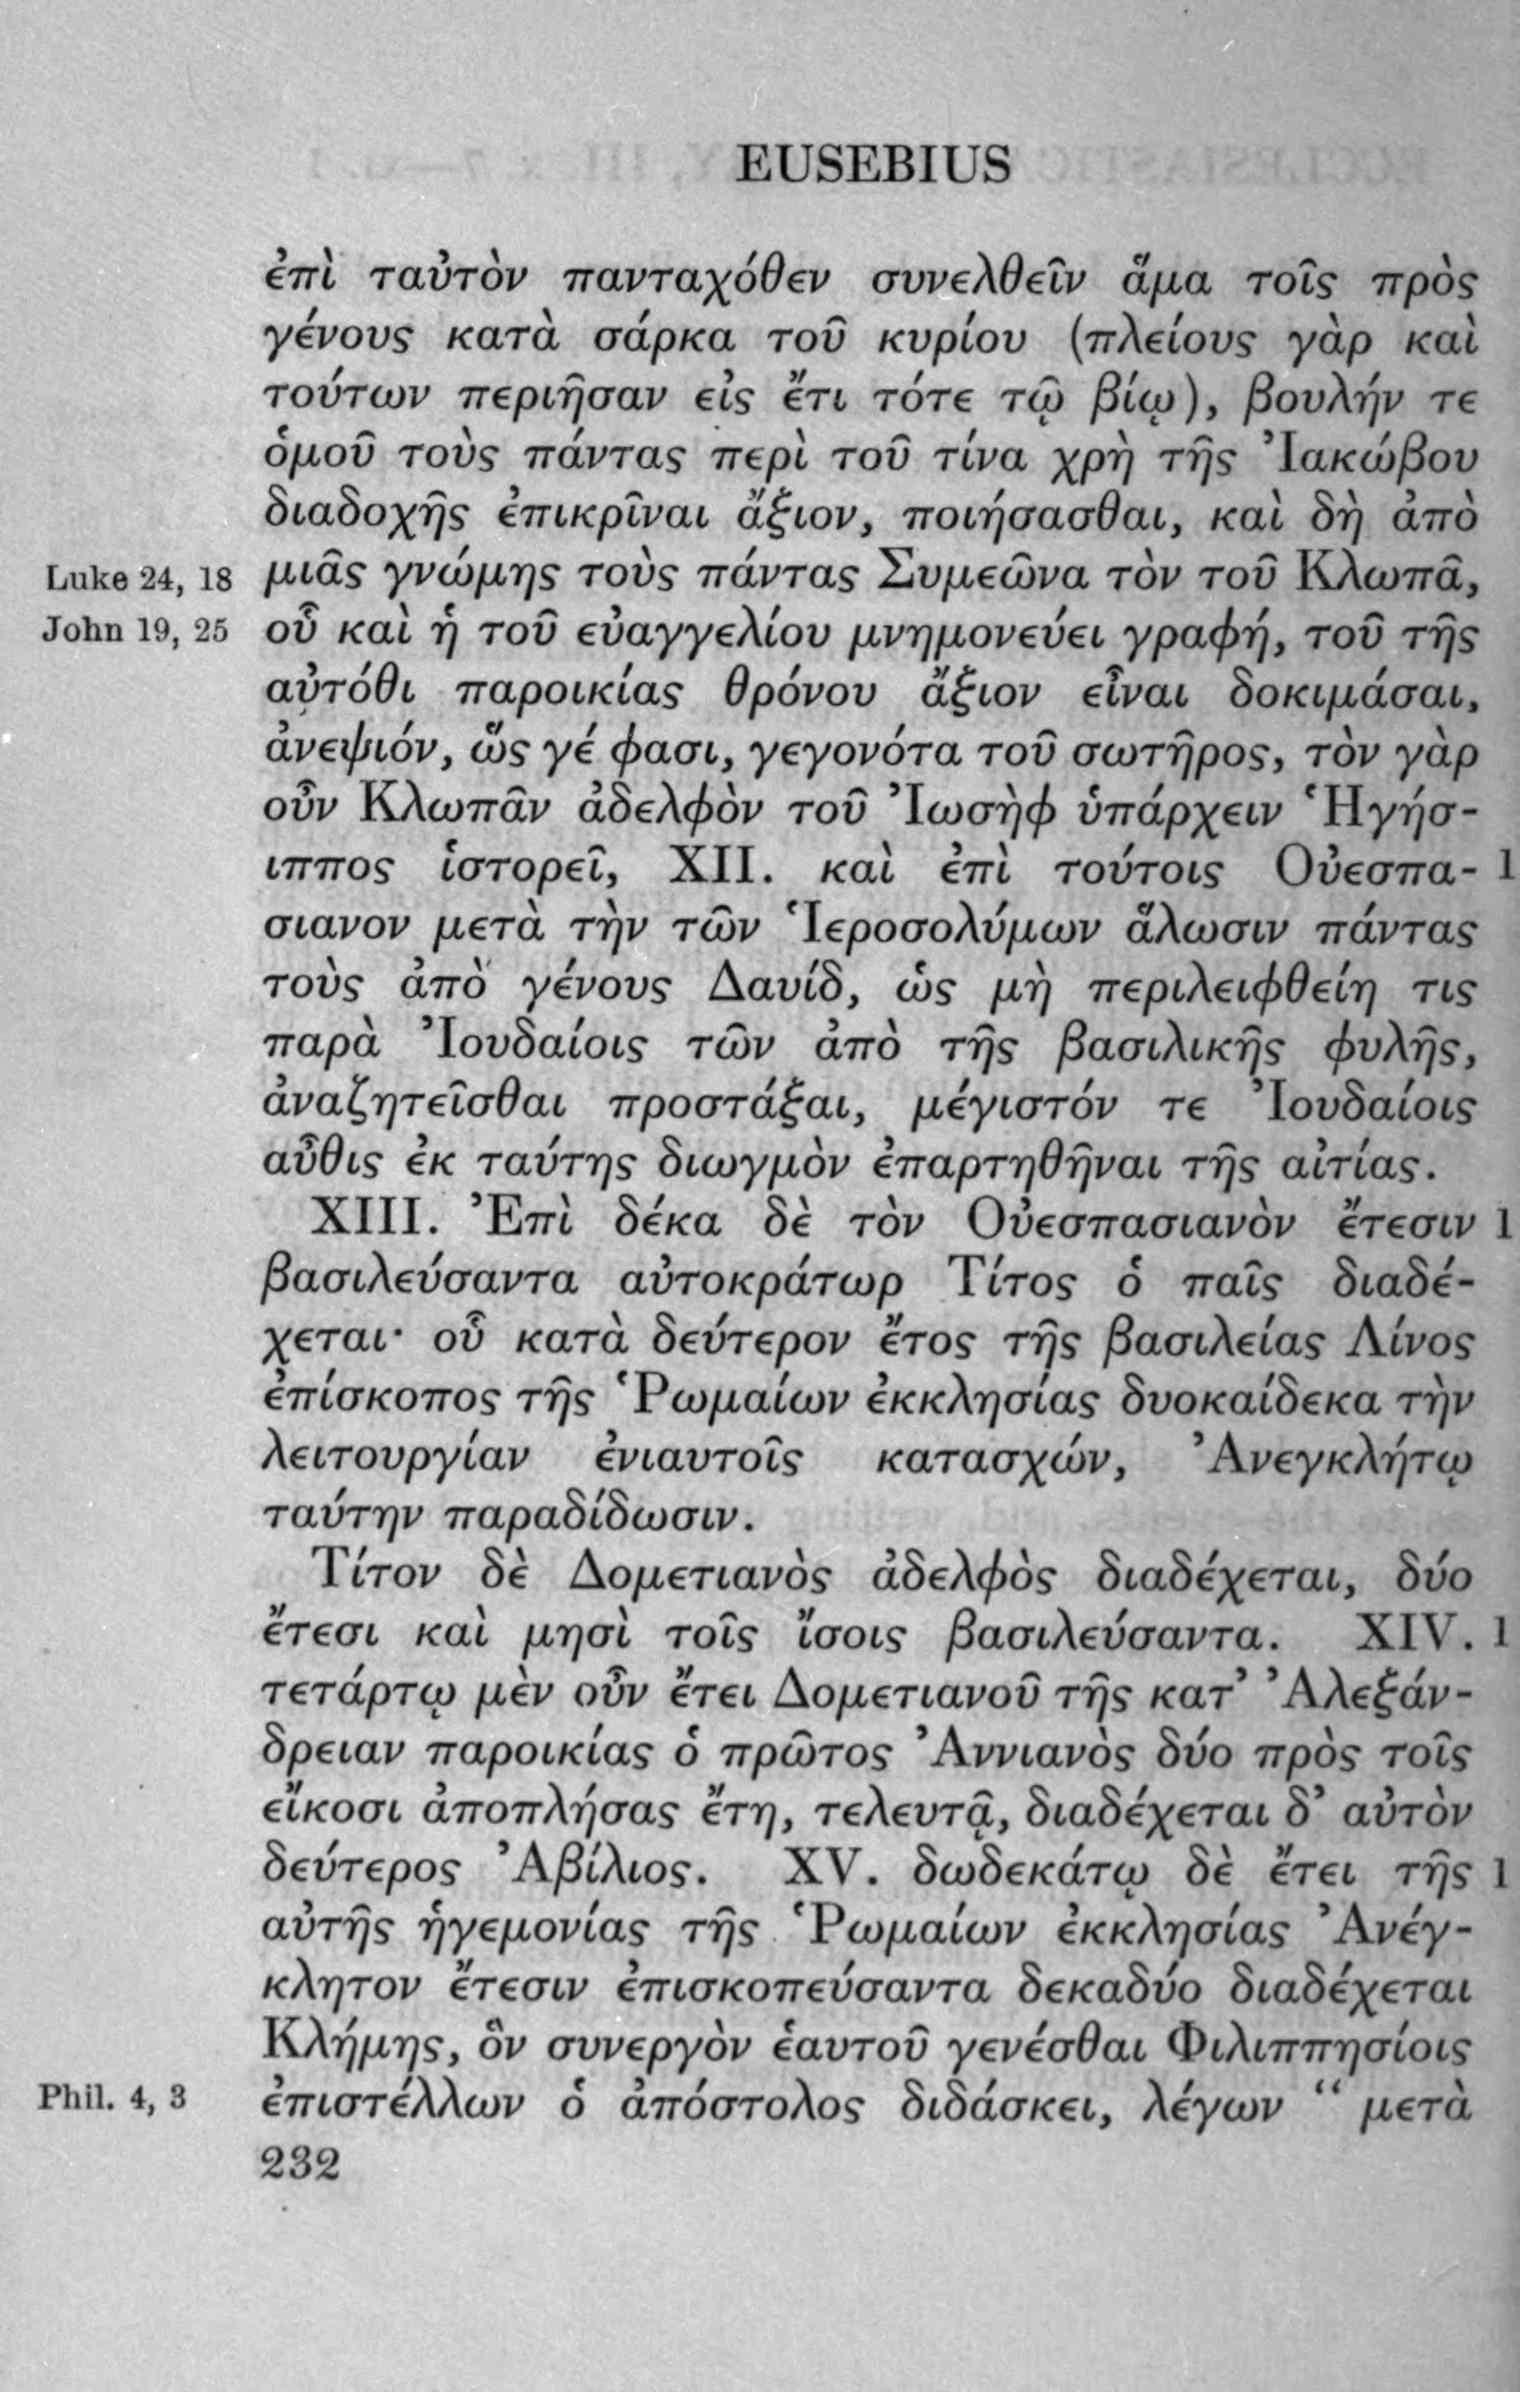 EUSEBIUS
ἐπὶ ταὐτὸν πανταχόθεν συνελθεῖν ἅμα τοῖς πρὸς
γένους κατὰ σάρκα τοῦ κυρίου (πλείους γὰρ καὶ
τούτων περιῆσαν εἰς ἔτι τότε τῷ βίῳ), βουλήν τε
ὁμοῦ τοὺς πάντας περὶ τοῦ τίνα χρὴ τῆς Ἰακώβου
διαδοχῆς ἐπικρῖναι ἄξιον, ποιήσασθαι, καὶ δὴ ἀπὸ
Luke 24, 18 μιᾶς γνώμης τοὺς πάντας Συμεῶνα τὸν τοῦ Κλωπᾶ,
John 19, 25 οὗ καὶ ἡ τοῦ εὐαγγελίου μνημονεύει γραφή, τοῦ τῆς
αὐτόθι παροικίας θρόνου ἄξιον εἶναι δοκιμάσαι,
ἀνεψιόν, ὥς γέ φασι, γεγονότα τοῦ σωτῆρος, τὸν γὰρ
οὖν Κλωπᾶν ἀδελφὸν τοῦ Ἰωσὴφ ὑπάρχειν Ἡγήσ-
ιππος ἱστορεῖ, XII. καὶ ἐπὶ τούτοις Οὐεσπα- 1
σιανον μετὰ τὴν τῶν Ἱεροσολύμων ἅλωσιν πάντας
τοὺς ἀπὸ γένους Δαυίδ, ὡς μὴ περιλειφθείη τις
παρὰ Ἰουδαίοις τῶν ἀπὸ τῆς βασιλικῆς φυλῆς,
ἀναζητεῖσθαι προστάξαι, μέγιστόν τε Ἰουδαίοις
αὖθις ἐκ ταύτης διωγμὸν ἐπαρτηθῆναι τῆς αἰτίας.
XIII. Ἐπὶ δέκα δὲ τὸν Οὐεσπασιανὸν ἔτεσιν 1
βασιλεύσαντα αὐτοκράτωρ Τίτος ὁ παῖς διαδέ-
χεται· οὗ κατὰ δεύτερον ἔτος τῆς βασιλείας Λίνος
ἐπίσκοπος τῆς Ῥωμαίων ἐκκλησίας δυοκαίδεκα τὴν
λειτουργίαν ἐνιαυτοῖς κατασχών, Ἀνεγκλήτῳ
ταύτην παραδίδωσιν.
Τίτον δὲ Δομετιανὸς ἀδελφὸς διαδέχεται, δύο
ἔτεσι καὶ μησὶ τοῖς ἴσοις βασιλεύσαντα. XIV. 1
τετάρτῳ μὲν οὖν ἔτει Δομετιανοῦ τῆς κατ’ Ἀλεξάν-
δρειαν παροικίας ὁ πρῶτος Ἀννιανὸς δύο πρὸς τοῖς
εἴκοσι ἀποπλήσας ἔτη, τελευτᾷ, διαδέχεται δ’ αὐτὸν
δεύτερος Ἀβίλιος. XV. δωδεκάτῳ δὲ ἔτει τῆς 1
αὐτῆς ἡγεμονίας τῆς Ῥωμαίων ἐκκλησίας Ἀνέγ-
κλητον ἔτεσιν ἐπισκοπεύσαντα δεκαδύο διαδέχεται
Κλήμης, ὃν συνεργὸν ἑαυτοῦ γενέσθαι Φιλιππησίοις
Phil. 4, 3 ἐπιστέλλων ὁ ἀπόστολος διδάσκει, λέγων “ μετὰ
232